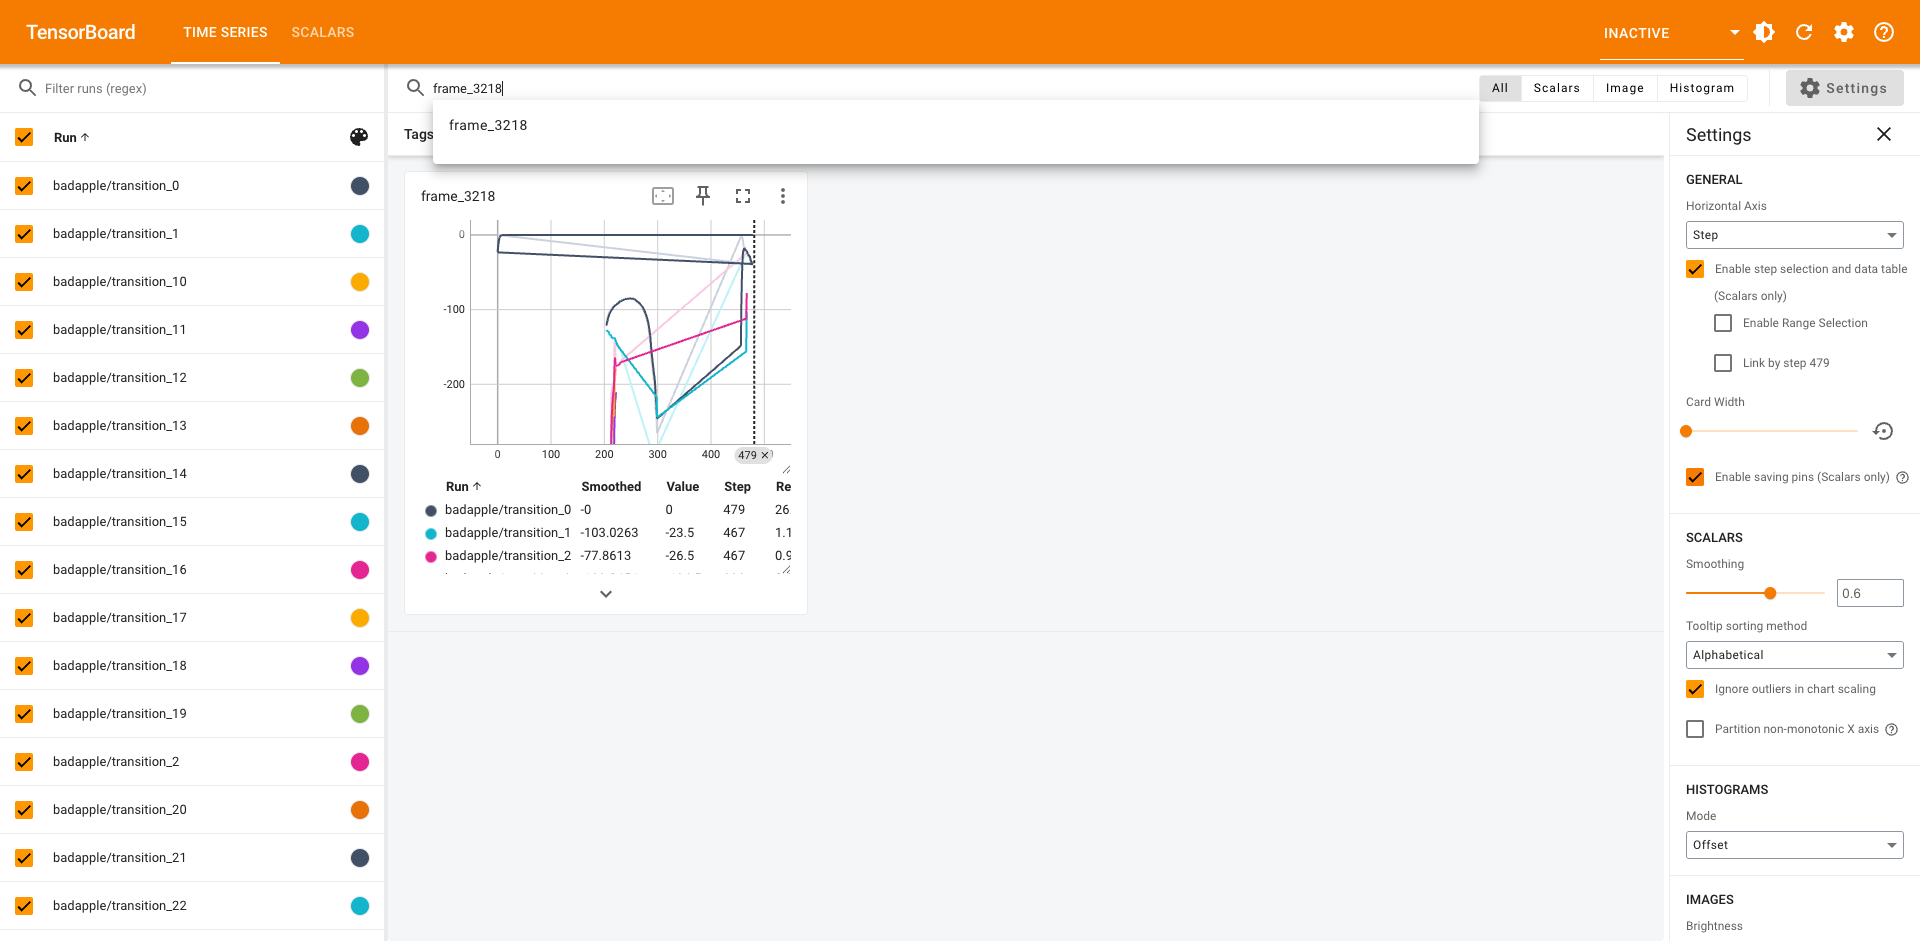 TensorBoard TIME SERIES SCALARS INACTIVE
Filter runs (regex)
Run
badapple/transition_0
badapple/transition_1
badapple/transition_10
badapple/transition_11
badapple/transition_12
badapple/transition_13
badapple/transition_14
badapple/transition_15
badapple/transition_16
badapple/transition_17
badapple/transition_18
badapple/transition_19
badapple/transition_2
badapple/transition_20
badapple/transition_21
badapple/transition_22
frame_3218
All Scalars Image Histogram Settings
frame_3218
Tags
frame_3218
0
-100
-200
0 100 200 300 400 479
Run Smoothed Value Step Re
badapple/transition_0 -0 0 479 26.
badapple/transition_1 -103.0263 -23.5 467 1.1
badapple/transition_2 -77.8613 -26.5 467 0.9
Settings
GENERAL
Horizontal Axis
Step
Enable step selection and data table
(Scalars only)
Enable Range Selection
Link by step 479
Card Width
Enable saving pins (Scalars only)
SCALARS
Smoothing
0.6
Tooltip sorting method
Alphabetical
Ignore outliers in chart scaling
Partition non-monotonic X axis
HISTOGRAMS
Mode
Offset
IMAGES
Brightness